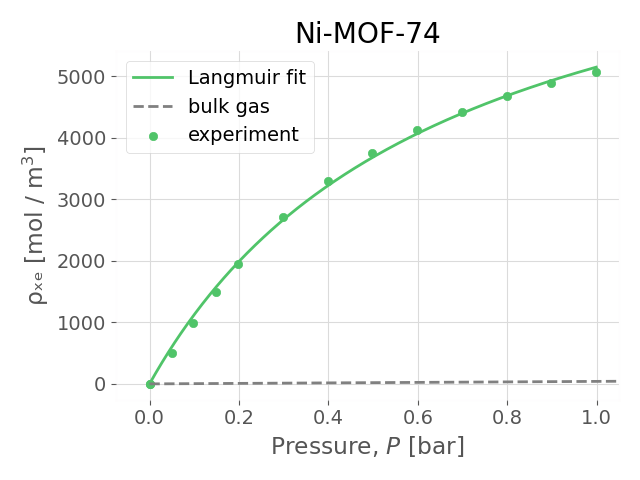 Ni-MOF-74
Langmuir fit
bulk gas
experiment
ρₓₑ [mol / m³]
5000
4000
3000
2000
1000
0
0.0 0.2 0.4 0.6 0.8 1.0
Pressure, P [bar]